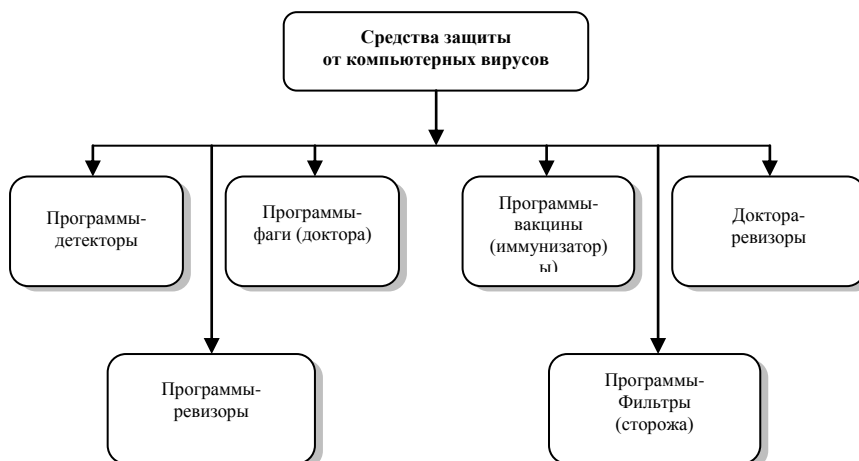 Средства защиты
от компьютерных вирусов
Программы-
детекторы
Программы-
фаги (доктора)
Программы-
вакцины
(иммунизатор
ы)
Доктора-
ревизоры
Программы-
ревизоры
Программы-
Фильтры
(сторожа)